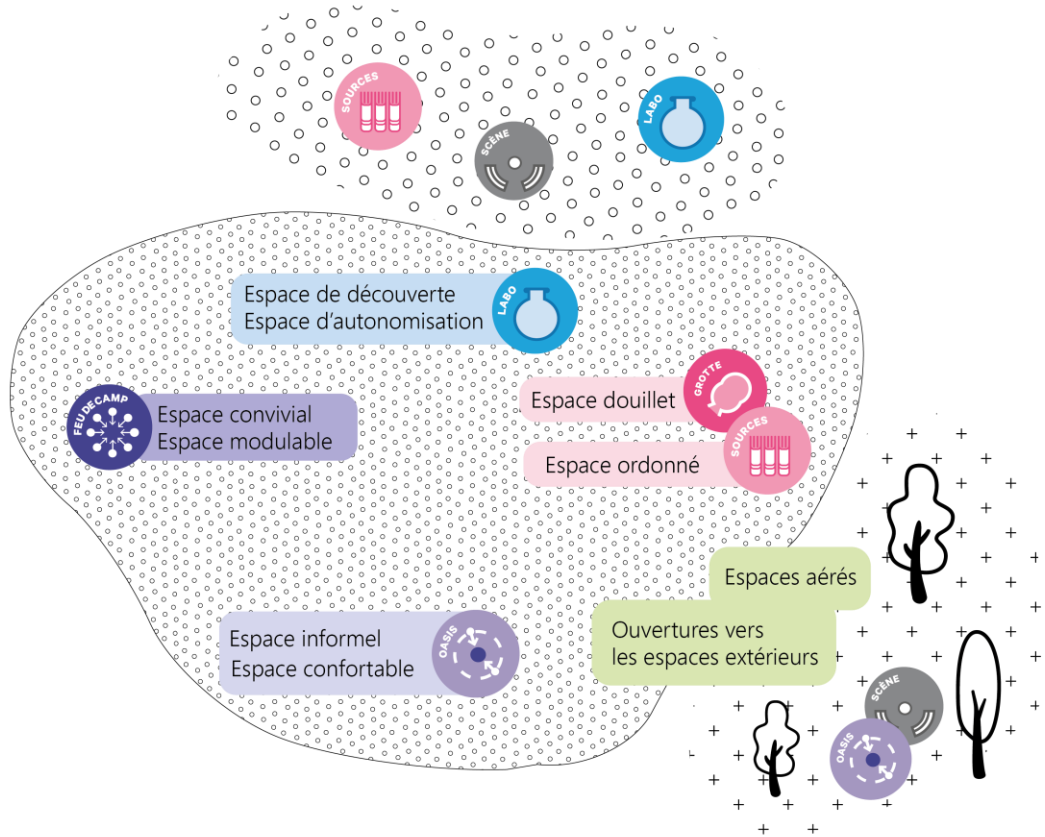 SOURCES
LABO
SCÈNE
Espace de découverte
Espace d'autonomisation
LABO
GROTTE
Espace douillet
FEU DE CAMP
Espace convivial
Espace modulable
SOURCES
Espace ordonné
Espaces aérés
Ouvertures vers
les espaces extérieurs
Espace informel
Espace confortable
OASIS
SCÈNE
OASIS